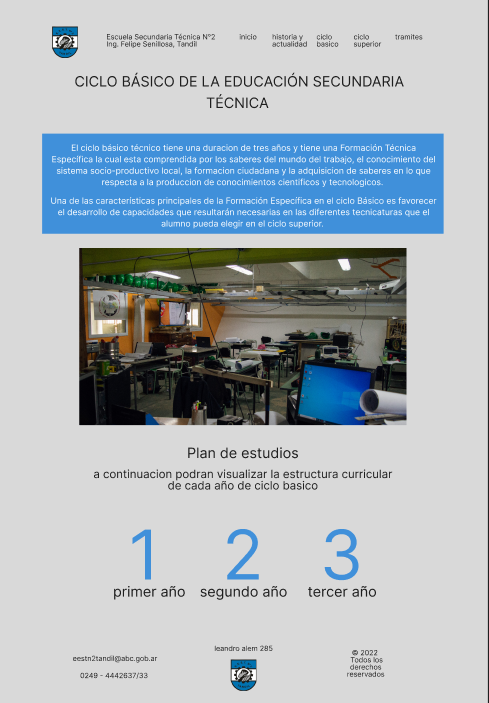 Escuela Secundaria Técnica N°2
Ing. Felipe Senillosa, Tandil
inicio
historia y
actualidad
ciclo
basico
ciclo
superior
tramites
CICLO BÁSICO DE LA EDUCACIÓN SECUNDARIA
TÉCNICA
El ciclo básico técnico tiene una duracion de tres años y tiene una Formación Técnica
Específica la cual esta comprendida por los saberes del mundo del trabajo, el conocimiento del
sistema socio-productivo local, la formacion ciudadana y la adquisicion de saberes en lo que
respecta a la produccion de conocimientos cientificos y tecnologicos.
Una de las características principales de la Formación Específica en el ciclo Básico es favorecer
el desarrollo de capacidades que resultarán necesarias en las diferentes tecnicaturas que el
alumno pueda elegir en el ciclo superior.
Plan de estudios
a continuacion podran visualizar la estructura curricular
de cada año de ciclo basico
1
primer año
2
segundo año
3
tercer año
eestn2tandil@abc.gob.ar
0249 - 4442637/33
leandro alem 285
© 2022
Todos los
derechos
reservados